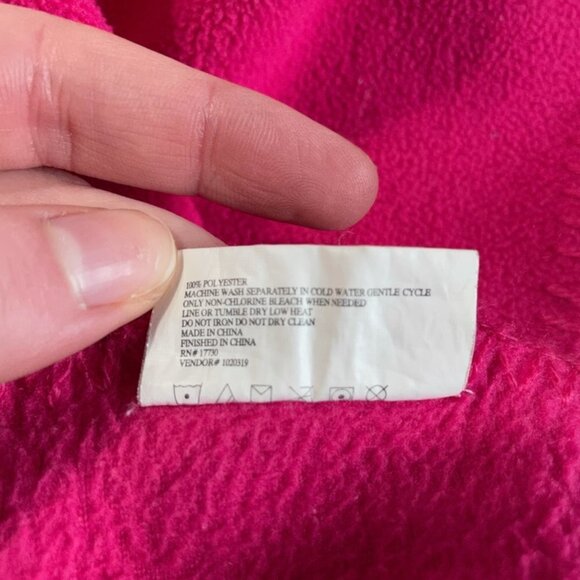 100% POLYESTER
MACHINE WASH SEPARATELY IN COLD WATER GENTLE CYCLE
ONLY NON-CHLORINE BLEACH WHEN NEEDED
LINE OR TUMBLE DRY LOW HEAT
DO NOT IRON DO NOT DRY CLEAN
MADE IN CHINA
FINISHED IN CHINA
RN# 17730
VENDOR# 1020319